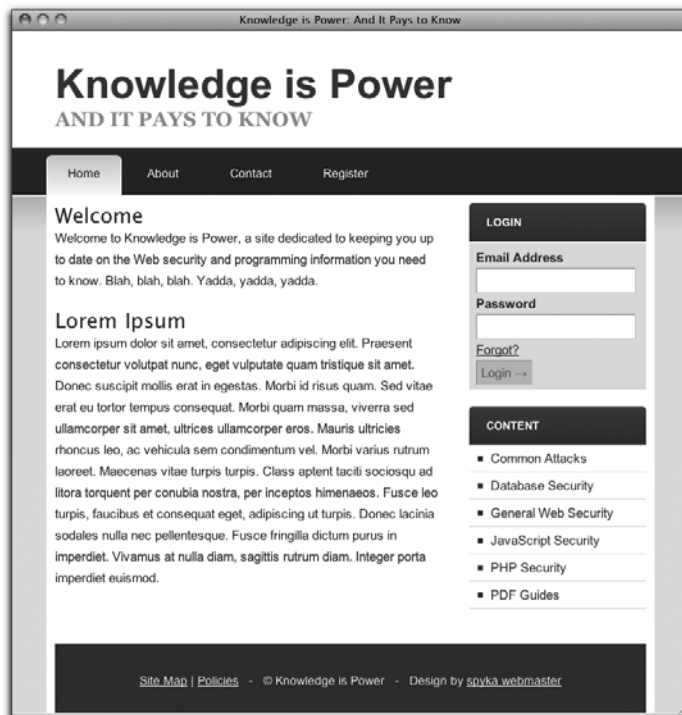 Knowledge is Power: And It Pays to Know
Knowledge is Power
AND IT PAYS TO KNOW
Home About Contact Register
Welcome
Welcome to Knowledge is Power, a site dedicated to keeping you up
to date on the Web security and programming information you need
to know. Blah, blah, blah. Yadda, yadda, yadda.
Lorem Ipsum
Lorem ipsum dolor sit amet, consectetur adipiscing elit. Praesent
consectetur volutpat nunc, eget vulputate quam tristique sit amet.
Donec suscipit mollis erat in egestas. Morbi id risus quam. Sed vitae
erat eu tortor tempus consequat. Morbi quam massa, viverra sed
ullamcorper sit amet, ultrices ullamcorper eros. Mauris ultricies
rhoncus leo, ac vehicula sem condimentum vel. Morbi varius rutrum
laoreet. Maecenas vitae turpis turpis. Class aptent taciti sociosqu ad
litora torquent per conubia nostra, per inceptos himenaeos. Fusce leo
turpis, faucibus et consequat eget, adipiscing ut turpis. Donec lacinia
sodales nulla nec pellentesque. Fusce fringilla dictum purus in
imperdiet. Vivamus at nulla diam, sagittis rutrum diam. Integer porta
imperdiet euismod.
LOGIN
Email Address
Password
Forgot?
Login →
CONTENT
Common Attacks
Database Security
General Web Security
JavaScript Security
PHP Security
PDF Guides
Site Map | Policies - © Knowledge is Power - Design by spyka webmaster